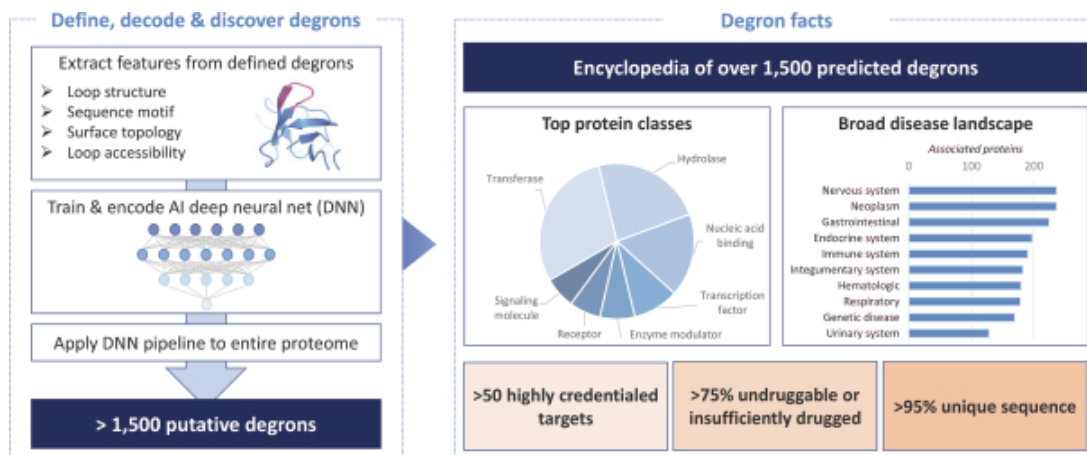 Define, decode & discover degrons
Extract features from defined degrons
Loop structure
Sequence motif
Surface topology
Loop accessibility
Train & encode AI deep neural net (DNN)
Apply DNN pipeline to entire proteome
> 1,500 putative degrons
Degron facts
Encyclopedia of over 1,500 predicted degrons
Top protein classes
Hydrolase
Transferase
Nucleic acid
binding
Transcription
factor
Enzyme modulator
Receptor
Signaling
molecule
Broad disease landscape
Associated proteins
0 100 200
Nervous system
Neoplasm
Gastrointestinal
Endocrine system
Immune system
Integumentary system
Hematologic
Respiratory
Genetic disease
Urinary system
>50 highly credentialed
targets
>75% undruggable or
insufficiently drugged
>95% unique sequence